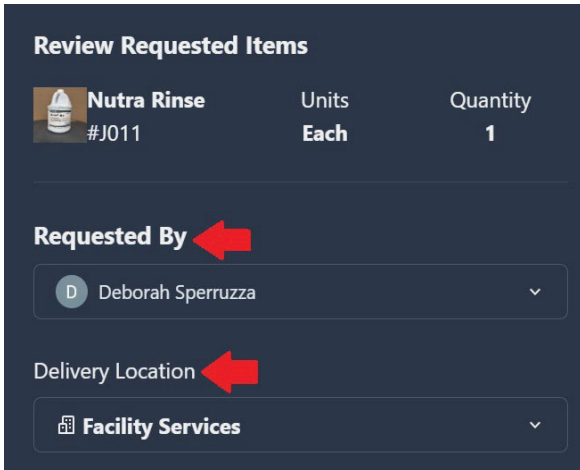 Review Requested Items
Nutra Rinse Units Quantity
#J011 Each 1
Requested By
D Deborah Sperruzza
Delivery Location
Facility Services